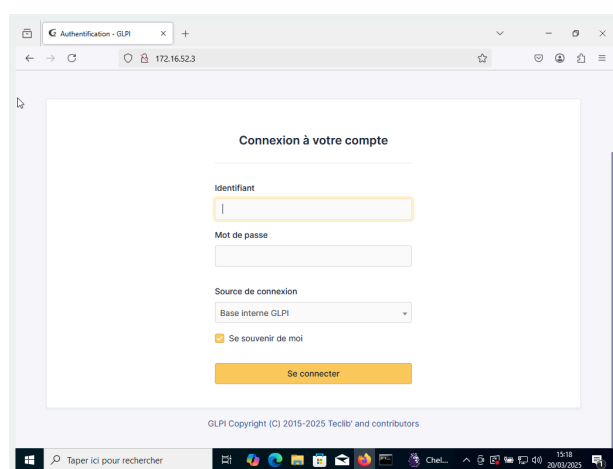 Authentification - GLPI
172.16.52.3
Connexion à votre compte
Identifiant
Mot de passe
Source de connexion
Base interne GLPI
Se souvenir de moi
Se connecter
GLPI Copyright (C) 2015-2025 Teclib' and contributors
Taper ici pour rechercher
Chel...
15:18
20/03/2025